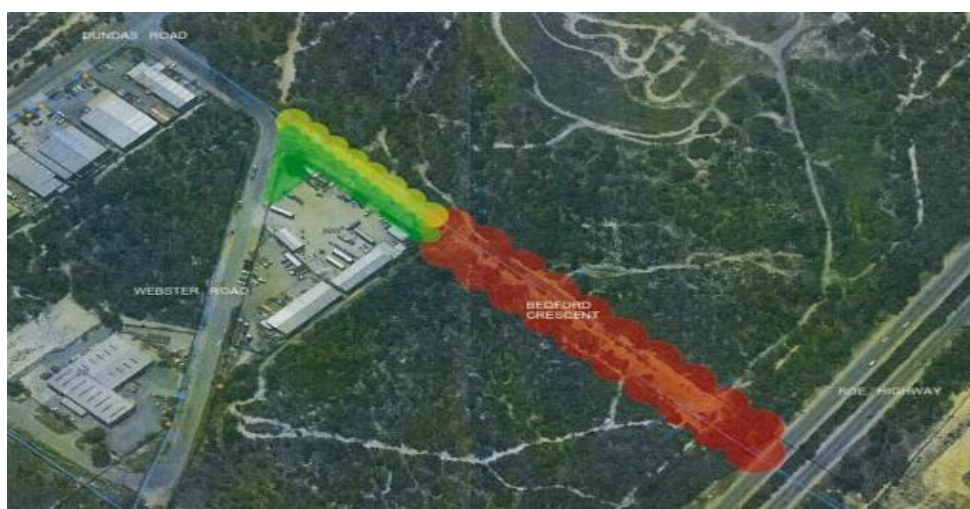 DUNDAS ROAD
WEBSTER ROAD
BEDFORD
CRESCENT
ROE HIGHWAY